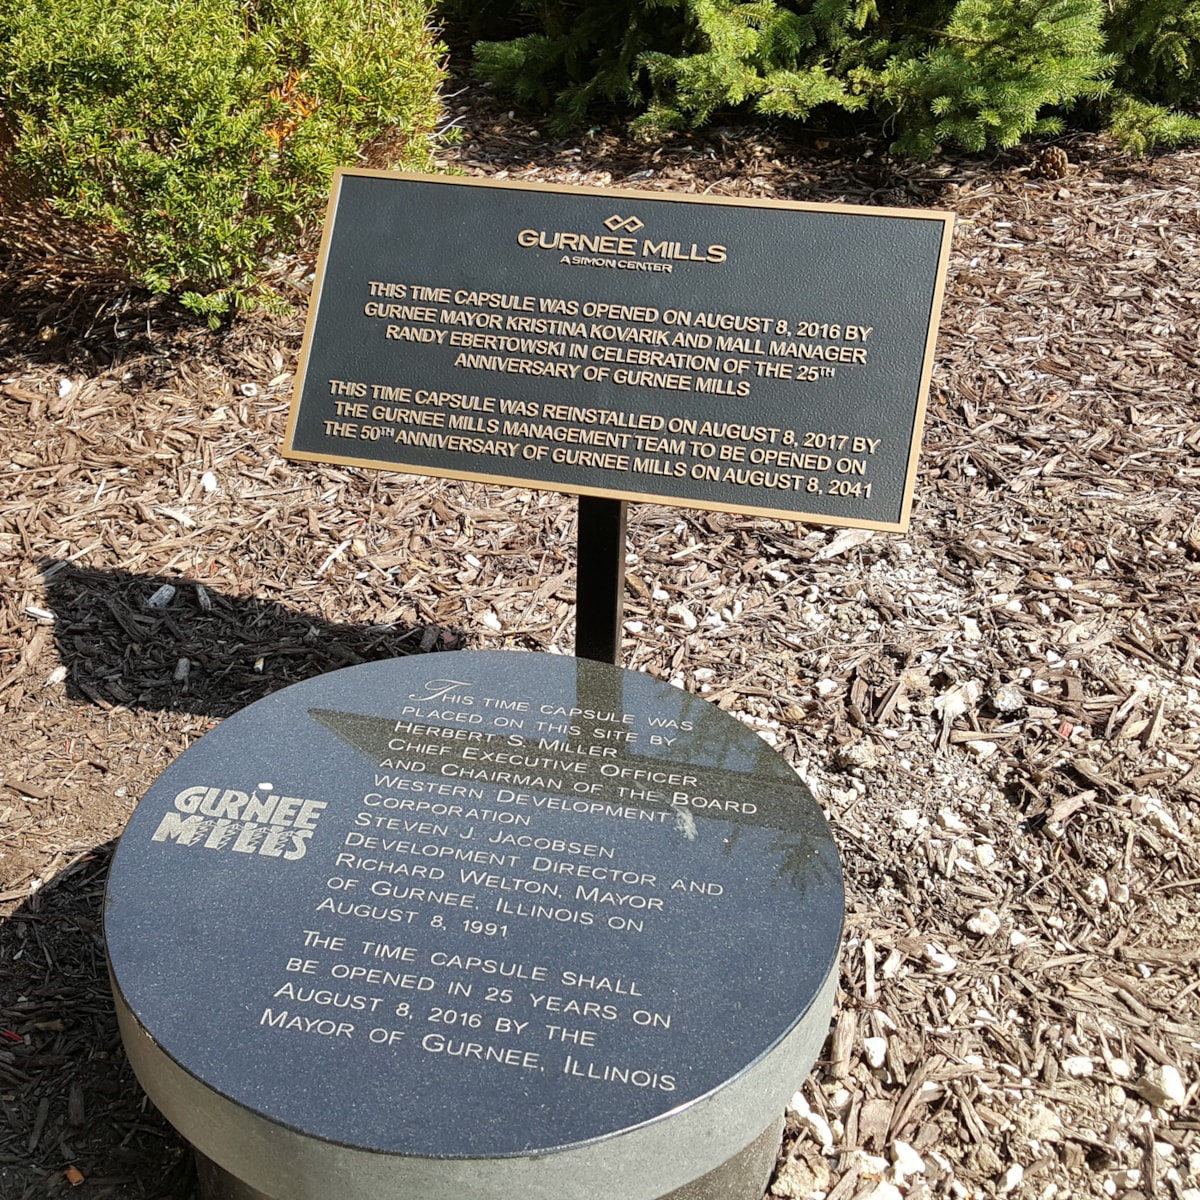 GURNEE MILLS
A SIMON CENTER
THIS TIME CAPSULE WAS OPENED ON AUGUST 8, 2016 BY
GURNEE MAYOR KRISTINA KOVARIK AND MALL MANAGER
RANDY EBERTOWSKI IN CELEBRATION OF THE 25TH
ANNIVERSARY OF GURNEE MILLS
THIS TIME CAPSULE WAS REINSTALLED ON AUGUST 8, 2017 BY
THE GURNEE MILLS MANAGEMENT TEAM TO BE OPENED ON
THE 50TH ANNIVERSARY OF GURNEE MILLS ON AUGUST 8, 2041
THIS TIME CAPSULE WAS
PLACED ON THIS SITE BY
HERBERT S. MILLER
CHIEF EXECUTIVE OFFICER
AND CHAIRMAN OF THE BOARD
WESTERN DEVELOPMENT
CORPORATION
STEVEN J. JACOBSEN
DEVELOPMENT DIRECTOR AND
RICHARD WELTON, MAYOR
OF GURNEE, ILLINOIS ON
AUGUST 8, 1991
GURNEE
MILLS
THE TIME CAPSULE SHALL
BE OPENED IN 25 YEARS ON
AUGUST 8, 2016 BY THE
MAYOR OF GURNEE, ILLINOIS